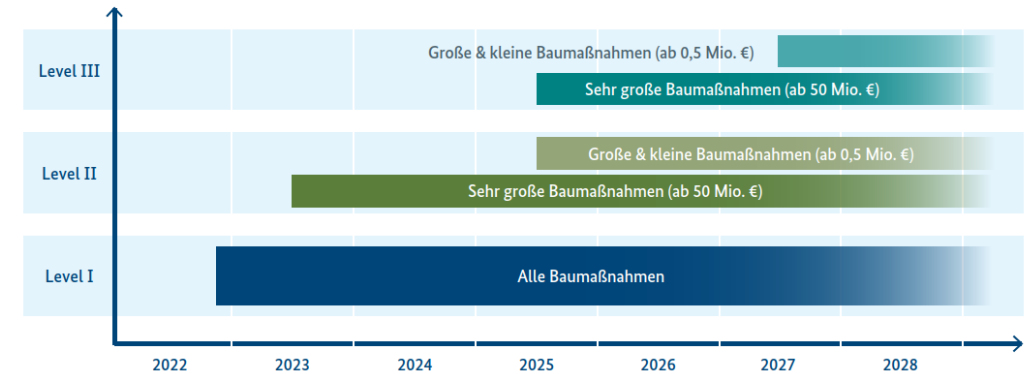 Level III
Große & kleine Baumaßnahmen (ab 0,5 Mio. €)
Sehr große Baumaßnahmen (ab 50 Mio. €)
Level II
Große & kleine Baumaßnahmen (ab 0,5 Mio. €)
Sehr große Baumaßnahmen (ab 50 Mio. €)
Level I
Alle Baumaßnahmen
2022 2023 2024 2025 2026 2027 2028